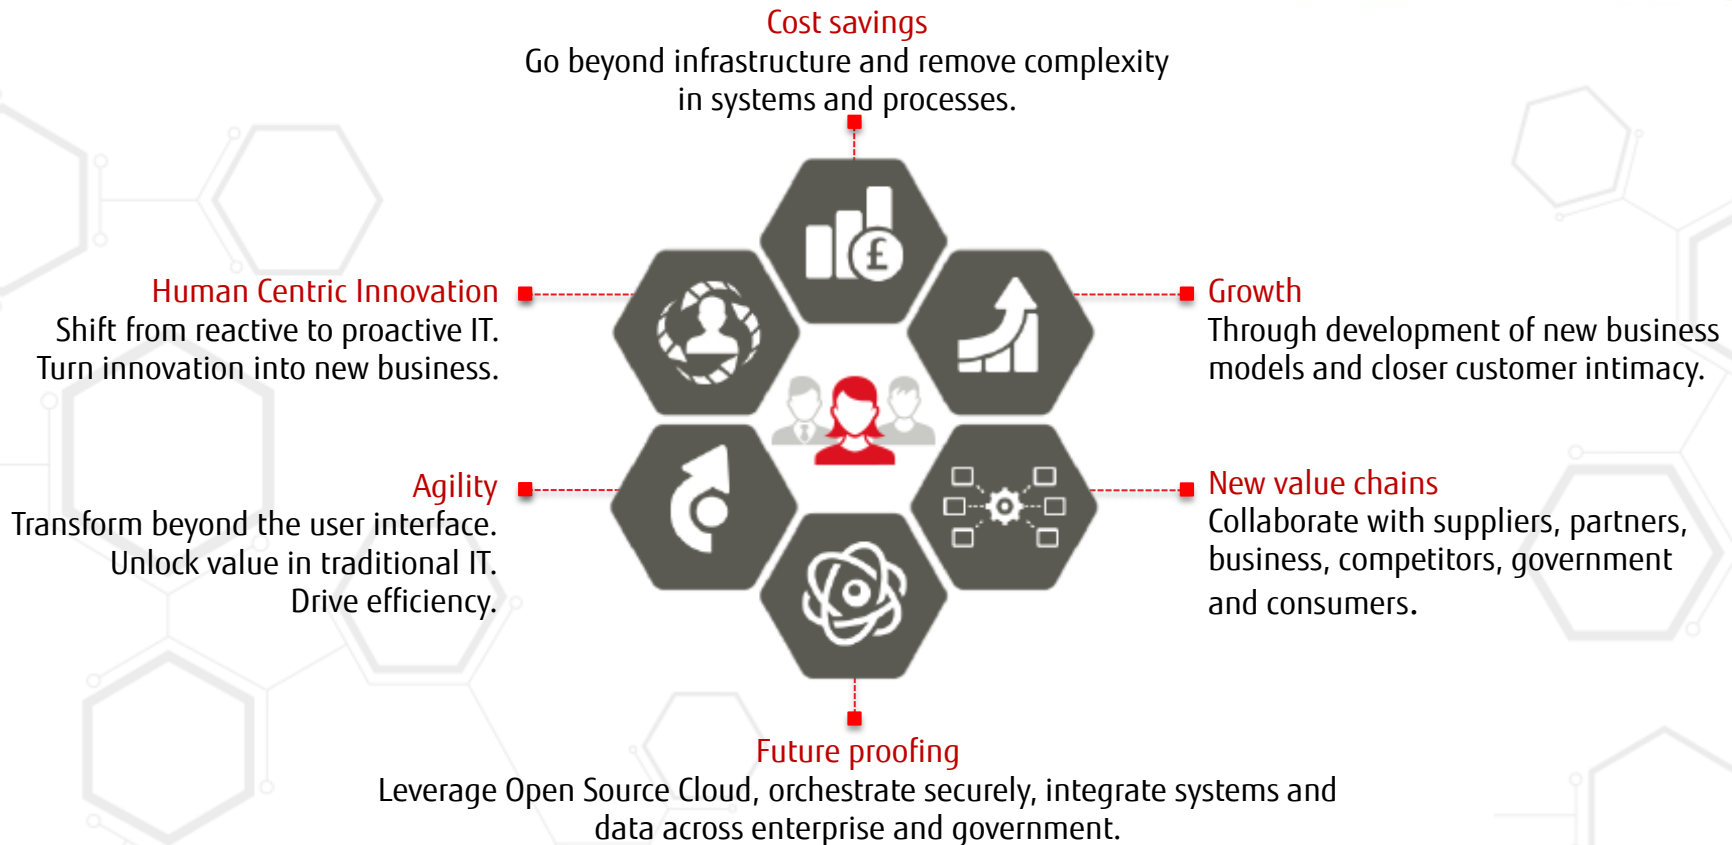 Cost savings
Go beyond infrastructure and remove complexity
in systems and processes.
£
Human Centric Innovation
Shift from reactive to proactive IT.
Turn innovation into new business.
Growth
Through development of new business
models and closer customer intimacy.
Agility
Transform beyond the user interface.
Unlock value in traditional IT.
Drive efficiency.
New value chains
Collaborate with suppliers, partners,
business, competitors, government
and consumers.
Future proofing
Leverage Open Source Cloud, orchestrate securely, integrate systems and
data across enterprise and government.